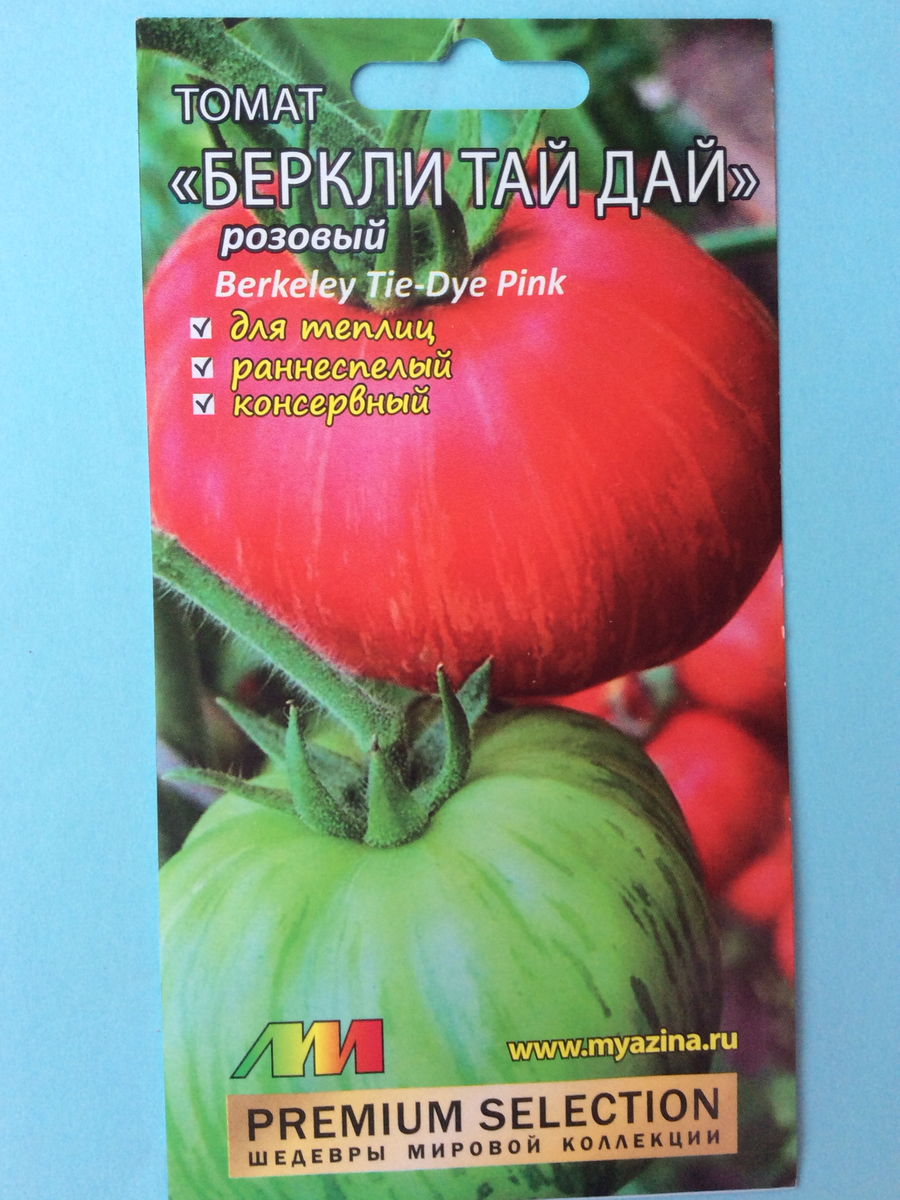 ТОМАТ
«БЕРКЛИ ТАЙ ДАЙ»
розовый
Berkeley Tie-Dye Pink
для теплиц
раннеспелый
консервный
www.myazina.ru
PREMIUM SELECTION
ШЕДЕВРЫ МИРОВОЙ КОЛЛЕКЦИИ